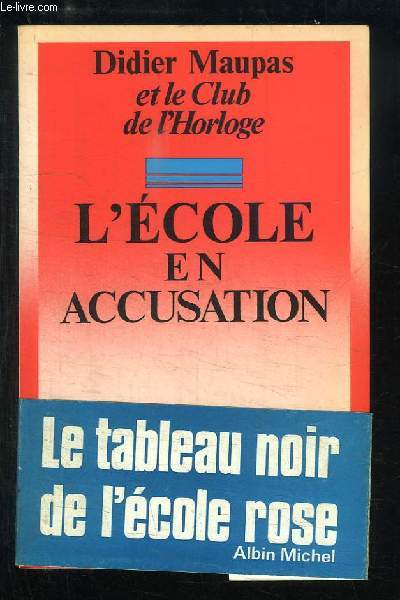 Le-livre.com
Didier Maupas
et le Club
de l'Horloge
L'ÉCOLE
EN
ACCUSATION
Le tableau noir
de l'école rose
Albin Michel